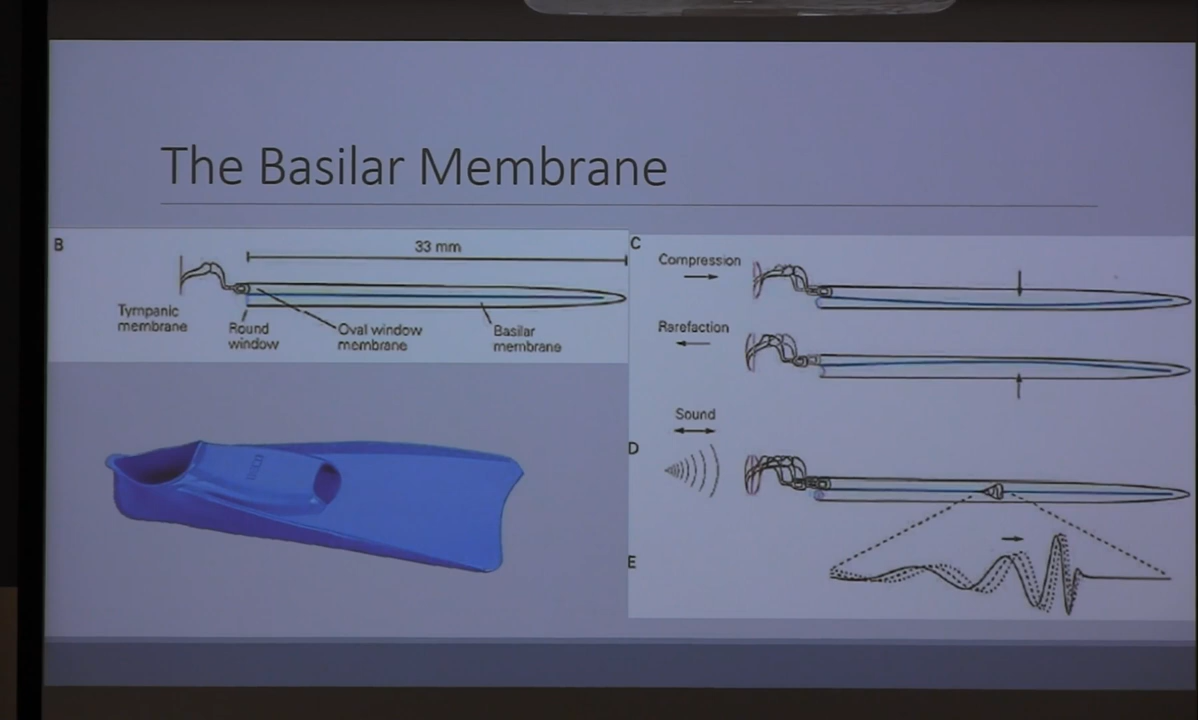 The Basilar Membrane
B
33 mm
Tympanic
membrane
Round
window
Oval window
membrane
Basilar
membrane
C
Compression
Rarefaction
Sound
D
E